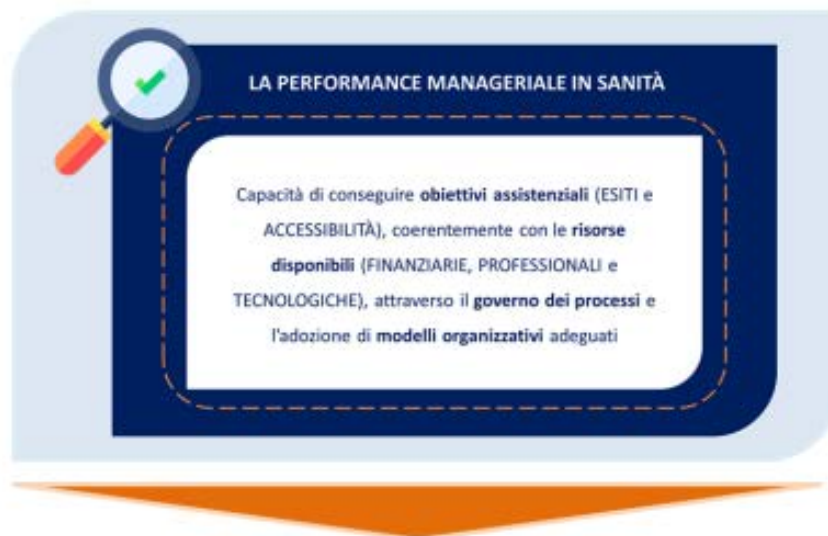 LA PERFORMANCE MANAGERIALE IN SANITÀ
Capacità di conseguire obiettivi assistenziali (ESITI e
ACCESSIBILITÀ), coerentemente con le risorse
disponibili (FINANZIARIE, PROFESSIONALI e
TECNOLOGICHE), attraverso il governo dei processi e
l'adozione di modelli organizzativi adeguati